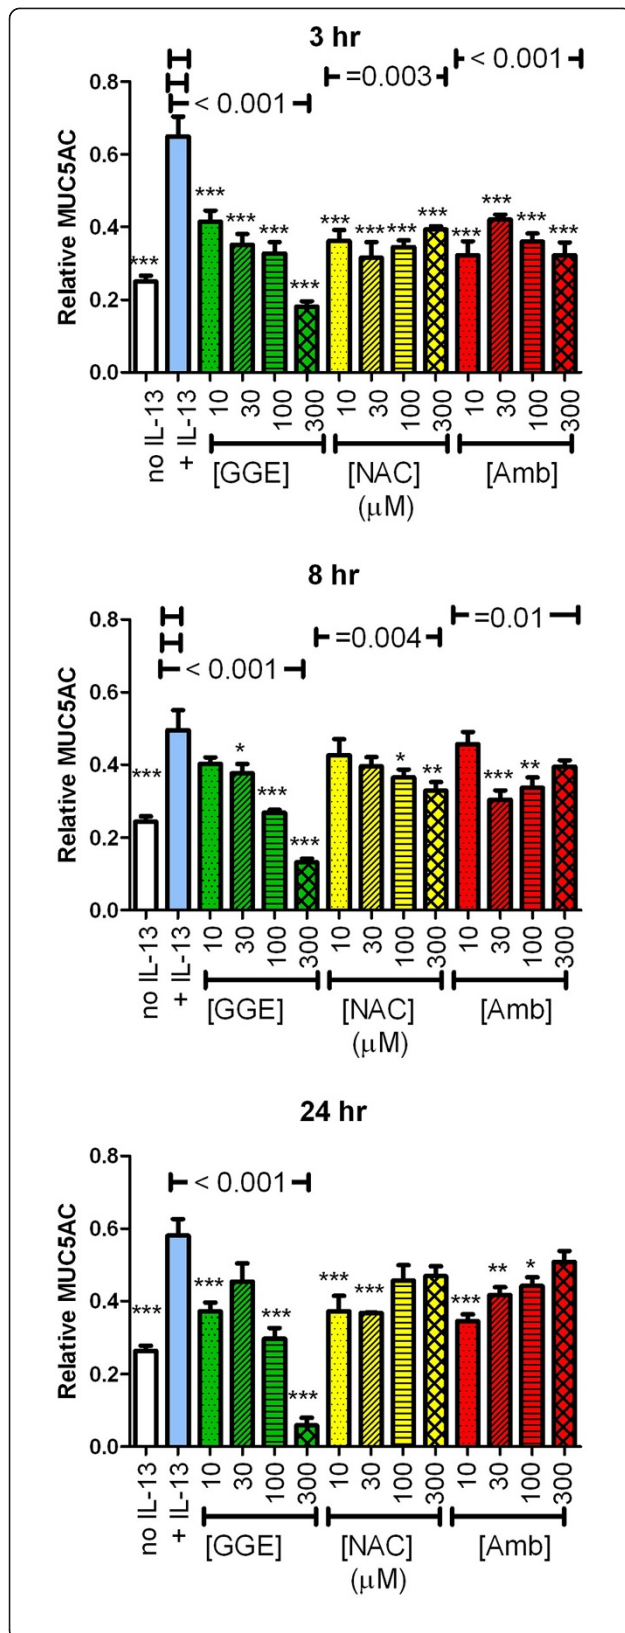 3 hr
< 0.001
=0.003
< 0.001
Relative MUC5AC
0.8
0.6
0.4
0.2
0.0
*** *** *** *** *** *** *** *** *** *** *** *** ***
no IL-13
+ IL-13
10 30 100 300 10 30 100 300 10 30 100 300
[GGE] [NAC] [Amb]
(μM)
8 hr
=0.01
=0.004
< 0.001
Relative MUC5AC
0.8
0.6
0.4
0.2
0.0
*** * *** *** * ** *** **
no IL-13
+ IL-13
10 30 100 300 10 30 100 300 10 30 100 300
[GGE] [NAC] [Amb]
(μM)
24 hr
< 0.001
Relative MUC5AC
0.8
0.6
0.4
0.2
0.0
*** *** *** *** *** *** *** ** *
no IL-13
+ IL-13
10 30 100 300 10 30 100 300 10 30 100 300
[GGE] [NAC] [Amb]
(μM)